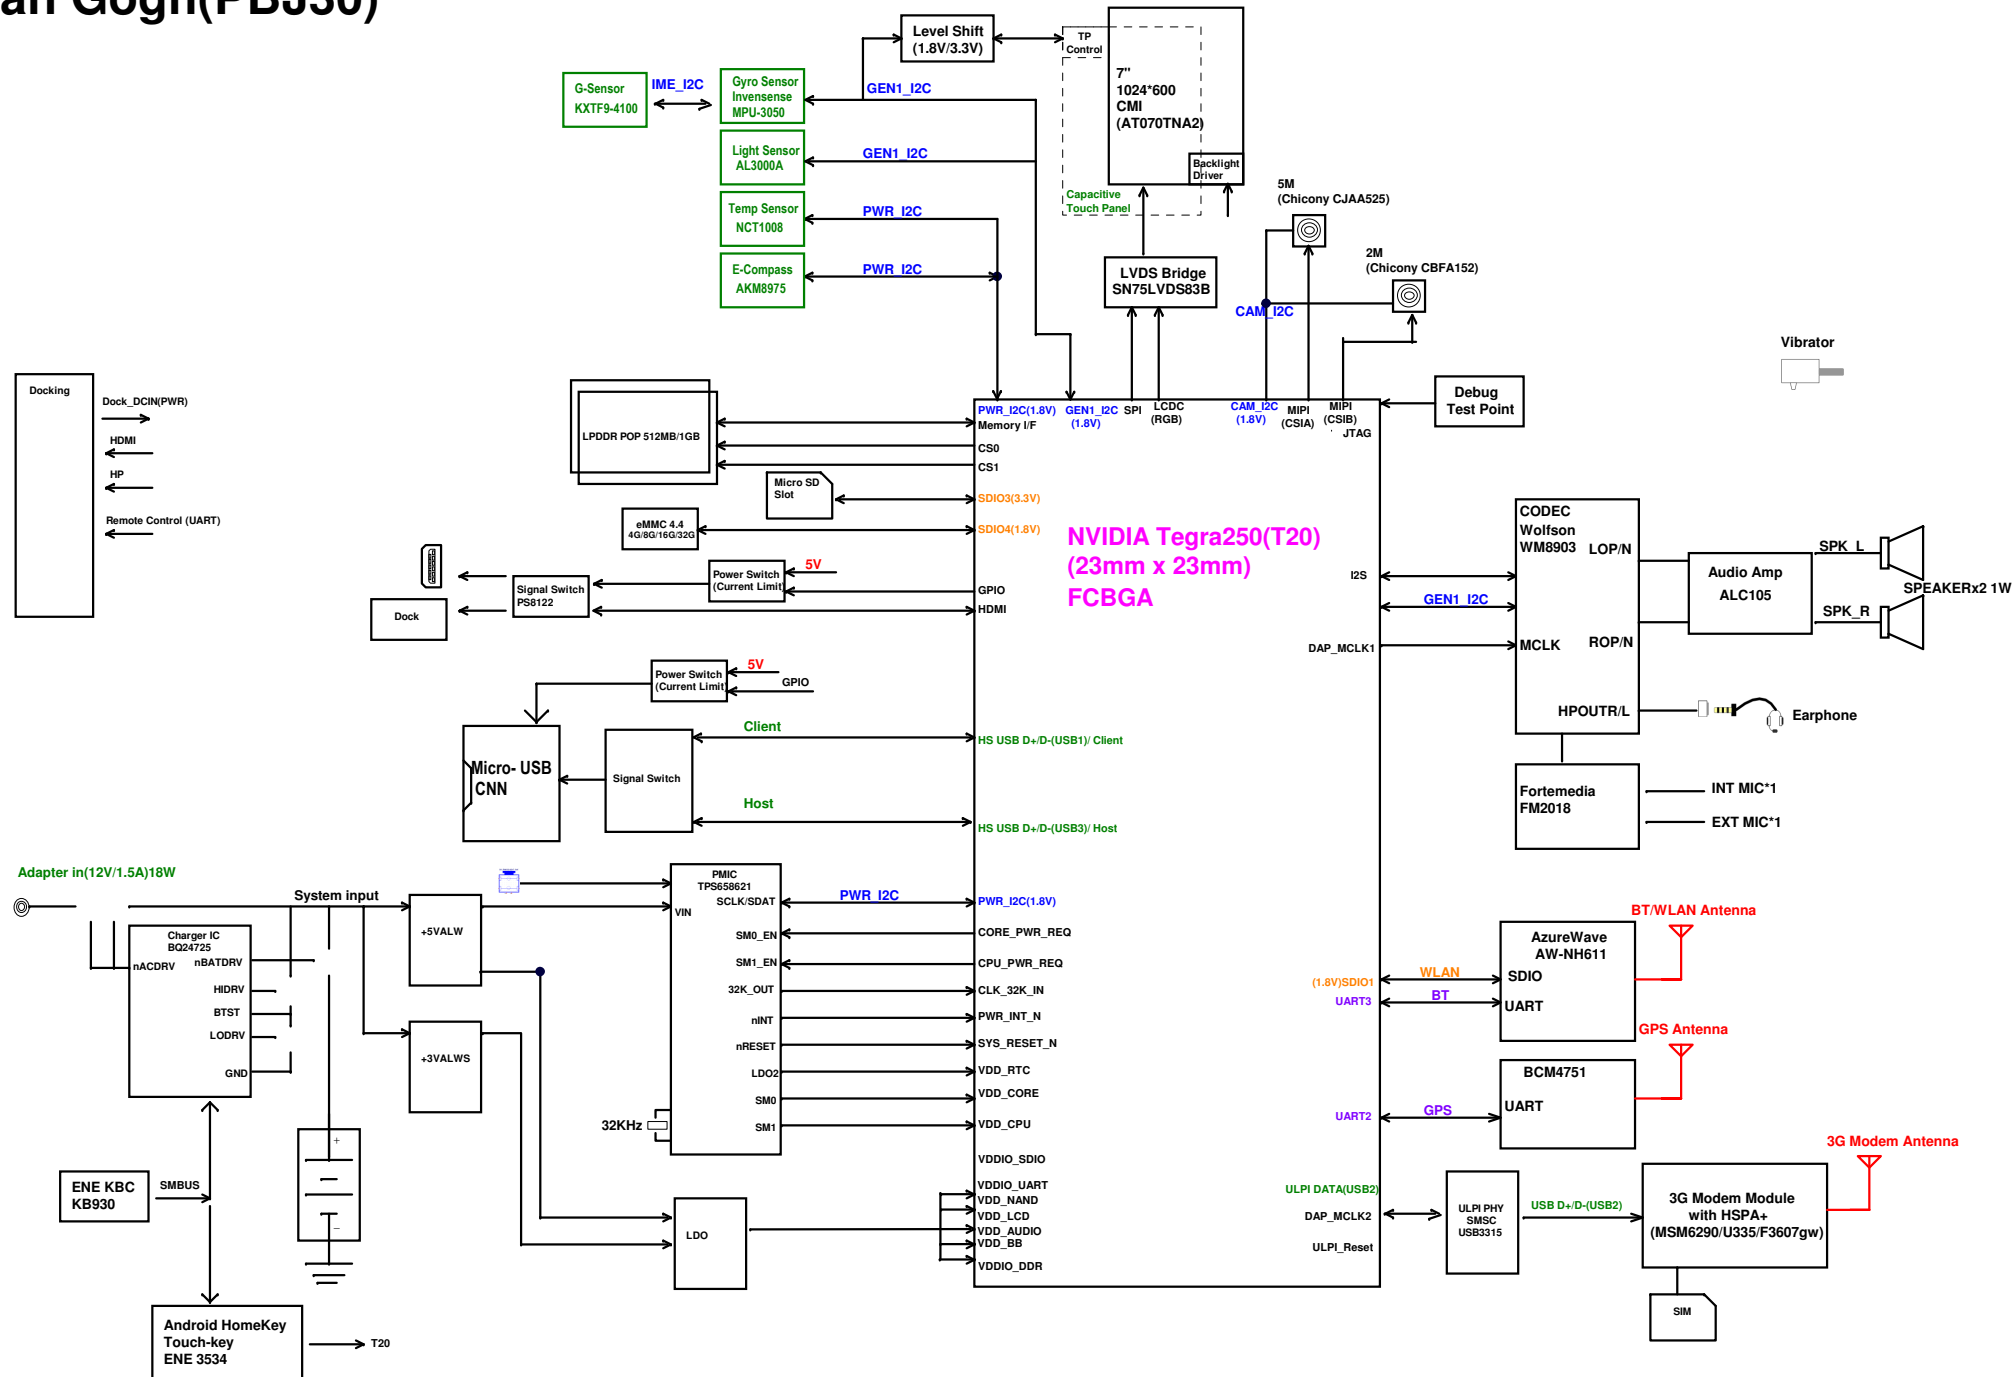 an Gogh(PBJ30)
Level Shift
(1.8V/3.3V)
TP
Control
7"
1024*600
CMI
(AT070TNA2)
Backlight
Driver
Capacitive
Touch Panel
G-Sensor
KXTF9-4100
IME_I2C
Gyro Sensor
Invensense
MPU-3050
GEN1_I2C
Light Sensor
AL3000A
GEN1_I2C
Temp Sensor
NCT1008
PWR_I2C
E-Compass
AKM8975
PWR_I2C
LVDS Bridge
SN75LVDS83B
5M
(Chicony CJAA525)
2M
(Chicony CBFA152)
CAM_I2C
Vibrator
Docking
Dock_DCIN(PWR)
HDMI
HP
Remote Control (UART)
LPDDR POP 512MB/1GB
Micro SD
Slot
eMMC 4.4
4G/8G/16G/32G
Power Switch
(Current Limit)
5V
Signal Switch
PS8122
Dock
Power Switch
(Current Limit)
5V
GPIO
Micro- USB
CNN
Signal Switch
Client
Host
PWR_I2C(1.8V)
Memory I/F
GEN1_I2C
(1.8V)
SPI
LCDC
(RGB)
CAM_I2C
(1.8V)
MIPI
(CSIA)
MIPI
(CSIB)
JTAG
Debug
Test Point
CS0
CS1
SDIO3(3.3V)
SDIO4(1.8V)
GPIO
HDMI
NVIDIA Tegra250(T20)
(23mm x 23mm)
FCBGA
HS USB D+/D-(USB1)/ Client
HS USB D+/D-(USB3)/ Host
I2S
GEN1_I2C
DAP_MCLK1
CODEC
Wolfson
WM8903
LOP/N
MCLK
ROP/N
HPOUTR/L
Audio Amp
ALC105
SPK_L
SPK_R
SPEAKERx2 1W
Earphone
Fortemedia
FM2018
INT MIC*1
EXT MIC*1
Adapter in(12V/1.5A)18W
System input
Charger IC
BQ24725
nACDRV
nBATDRV
HIDRV
BTST
LODRV
GND
+5VALW
+3VALWS
PMIC
TPS658621
SCLK/SDAT
VIN
SM0_EN
SM1_EN
32K_OUT
nINT
nRESET
LDO2
SM0
SM1
32KHz
PWR_I2C
PWR_I2C(1.8V)
CORE_PWR_REQ
CPU_PWR_REQ
CLK_32K_IN
PWR_INT_N
SYS_RESET_N
VDD_RTC
VDD_CORE
VDD_CPU
VDDIO_SDIO
VDDIO_UART
VDD_NAND
VDD_LCD
VDD_AUDIO
VDD_BB
VDDIO_DDR
LDO
+
_
ENE KBC
KB930
SMBUS
Android HomeKey
Touch-key
ENE 3534
T20
(1.8V)SDIO1
UART3
WLAN
BT
AzureWave
AW-NH611
SDIO
UART
BT/WLAN Antenna
UART2
GPS
BCM4751
UART
GPS Antenna
ULPI DATA(USB2)
DAP_MCLK2
ULPI_Reset
ULPI PHY
SMSC
USB3315
USB D+/D-(USB2)
3G Modem Module
with HSPA+
(MSM6290/U335/F3607gw)
3G Modem Antenna
SIM